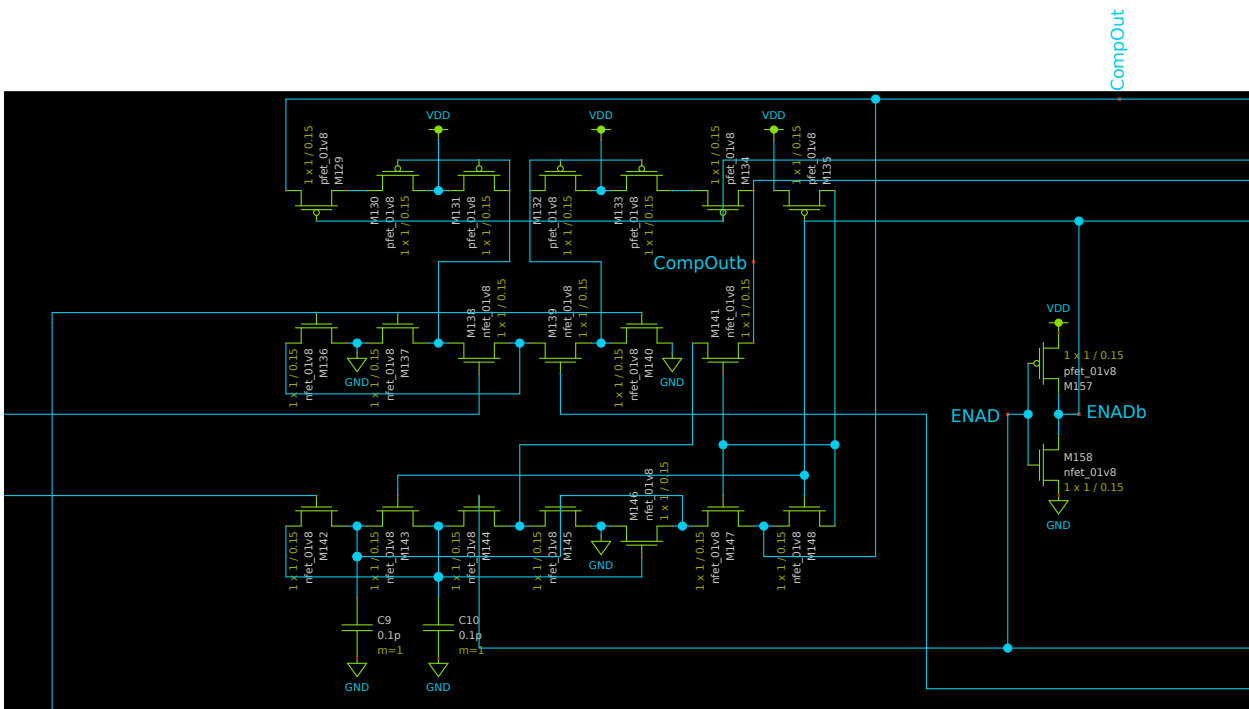 CompOut
VDD
VDD
VDD
1 x 1 / 0.15
pfet_01v8
M129
M130
pfet_01v8
1 x 1 / 0.15
M131
pfet_01v8
1 x 1 / 0.15
M132
pfet_01v8
1 x 1 / 0.15
M133
pfet_01v8
1 x 1 / 0.15
1 x 1 / 0.15
pfet_01v8
M134
1 x 1 / 0.15
pfet_01v8
M135
CompOutb
1 x 1 / 0.15
nfet_01v8
M136
GND
1 x 1 / 0.15
nfet_01v8
M137
M138
nfet_01v8
1 x 1 / 0.15
M139
nfet_01v8
1 x 1 / 0.15
1 x 1 / 0.15
nfet_01v8
M140
GND
M141
nfet_01v8
1 x 1 / 0.15
VDD
1 x 1 / 0.15
pfet_01v8
M157
ENAD
ENADb
M158
nfet_01v8
1 x 1 / 0.15
GND
1 x 1 / 0.15
nfet_01v8
M142
1 x 1 / 0.15
nfet_01v8
M143
1 x 1 / 0.15
nfet_01v8
M144
1 x 1 / 0.15
nfet_01v8
M145
GND
M146
nfet_01v8
1 x 1 / 0.15
1 x 1 / 0.15
nfet_01v8
M147
1 x 1 / 0.15
nfet_01v8
M148
C9
0.1p
m=1
GND
C10
0.1p
m=1
GND